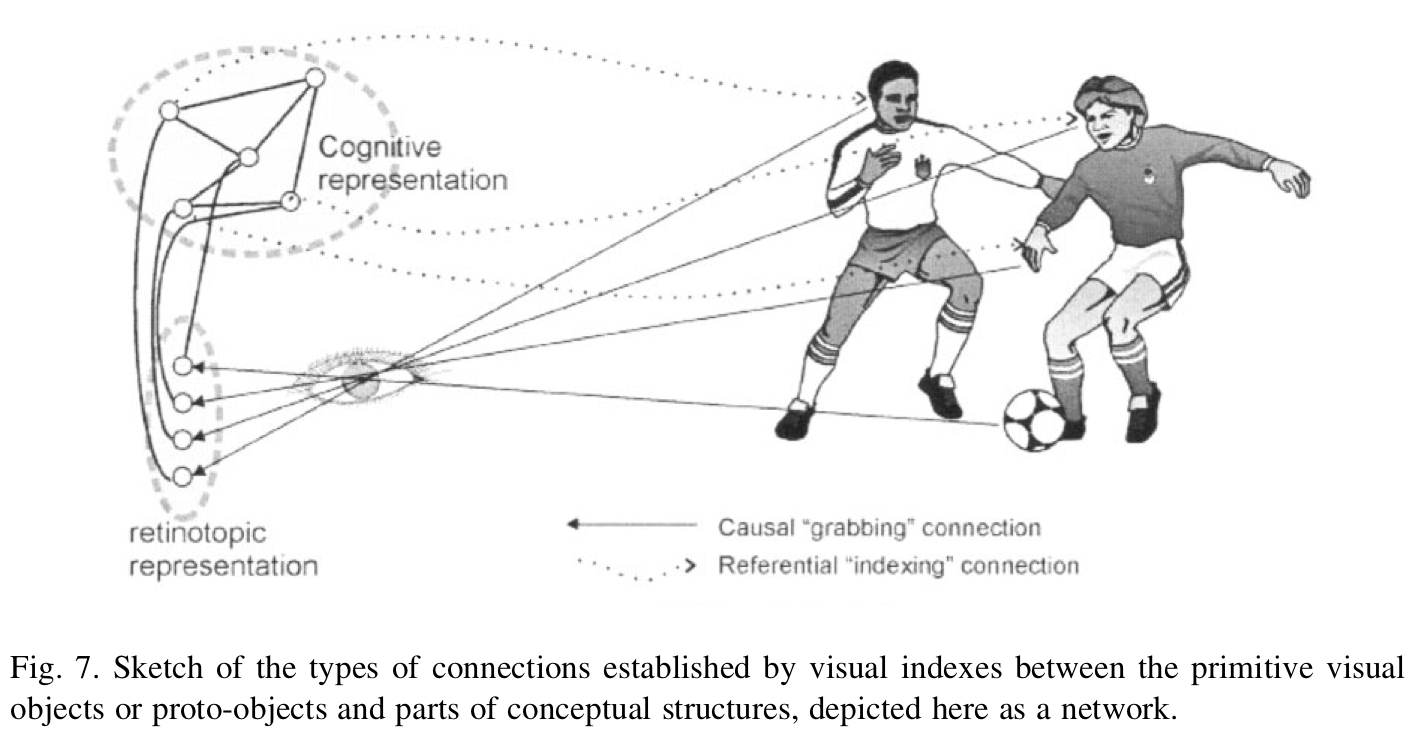 Cognitive
representation
retinotopic
representation
Causal “grabbing” connection
Referential “indexing” connection
Fig. 7. Sketch of the types of connections established by visual indexes between the primitive visual
objects or proto-objects and parts of conceptual structures, depicted here as a network.